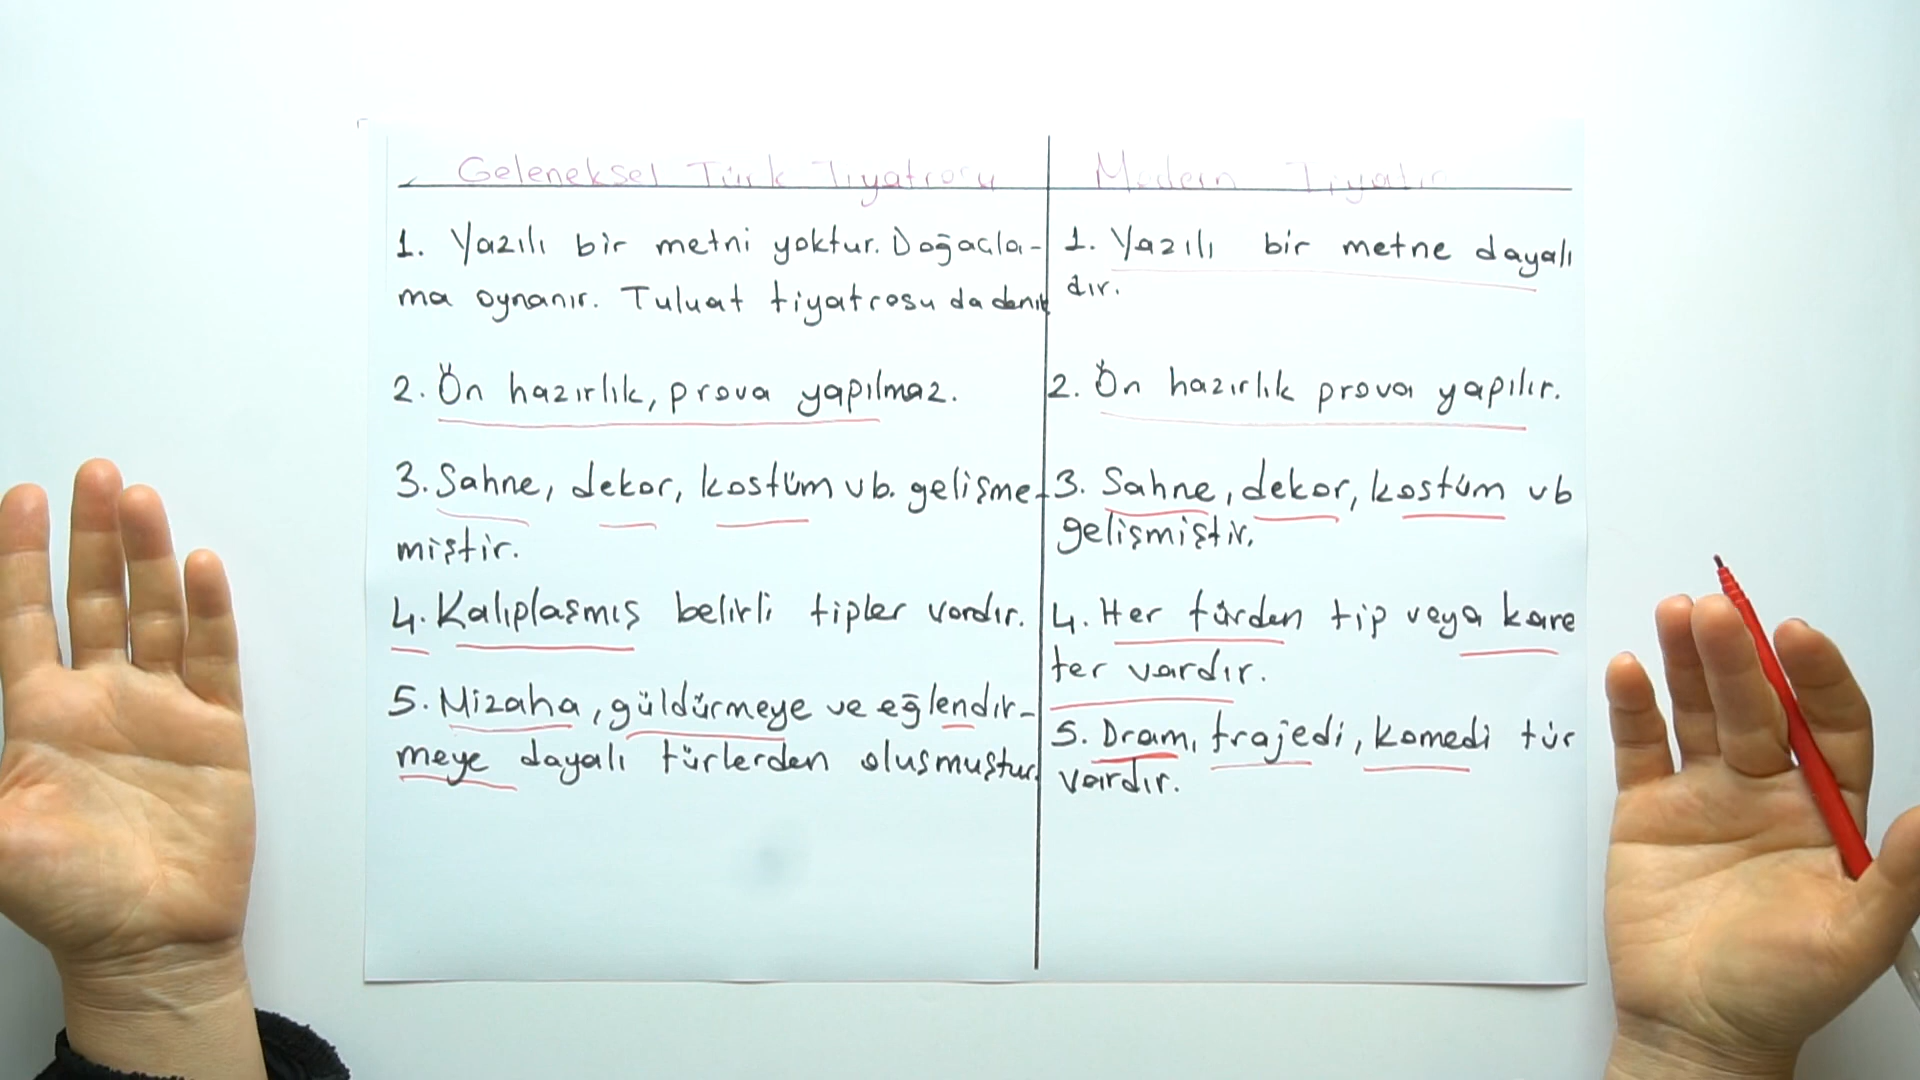 Geleneksel Türk Tiyatrosu
1. Yazılı bir metni yoktur. Doğaçla-
ma oynanır. Tuluat tiyatrosu da denir
2. Ön hazırlık, prova yapılmaz.
3. Sahne, dekor, kostüm vb. gelişme-
miştir.
4. Kalıplaşmış belirli tipler vardır.
5. Mizaha, güldürmeye ve eğlendir-
meye dayalı türlerden oluşmuştur.
Modern Tiyatr
1. Yazılı bir metne dayalı
dır.
2. Ön hazırlık prova yapılır.
3. Sahne, dekor, kostüm vb
gelişmiştir.
4. Her türden tip veya kare
ter vardır.
5. Dram, trajedi, komedi tür
vardır.